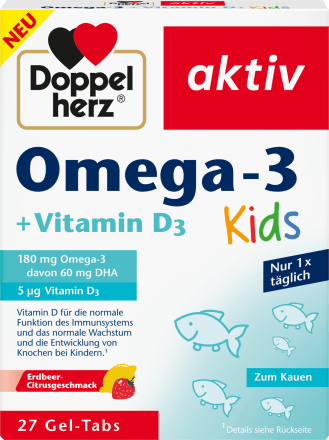 NEU
Doppel
herz®
aktiv
Omega-3
+Vitamin D3
Kids
180 mg Omega-3
davon 60 mg DHA
5 µg Vitamin D3
Nur 1x
täglich
Vitamin D für die normale
Funktion des Immunsystems
und das normale Wachstum
und die Entwicklung von
Knochen bei Kindern.¹
Erdbeer-
Citrusgeschmack
Zum Kauen
27 Gel-Tabs
¹Details siehe Rückseite